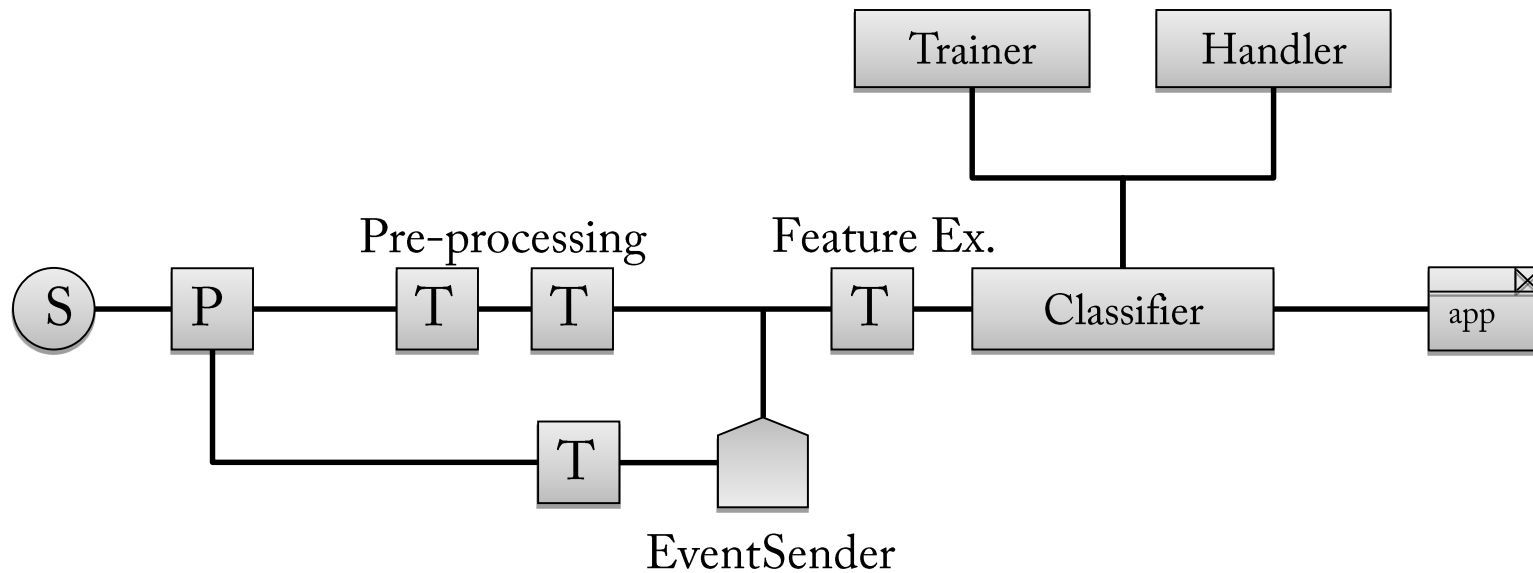 Trainer
Handler
Pre-processing
Feature Ex.
S
P
T
T
T
Classifier
app
T
EventSender